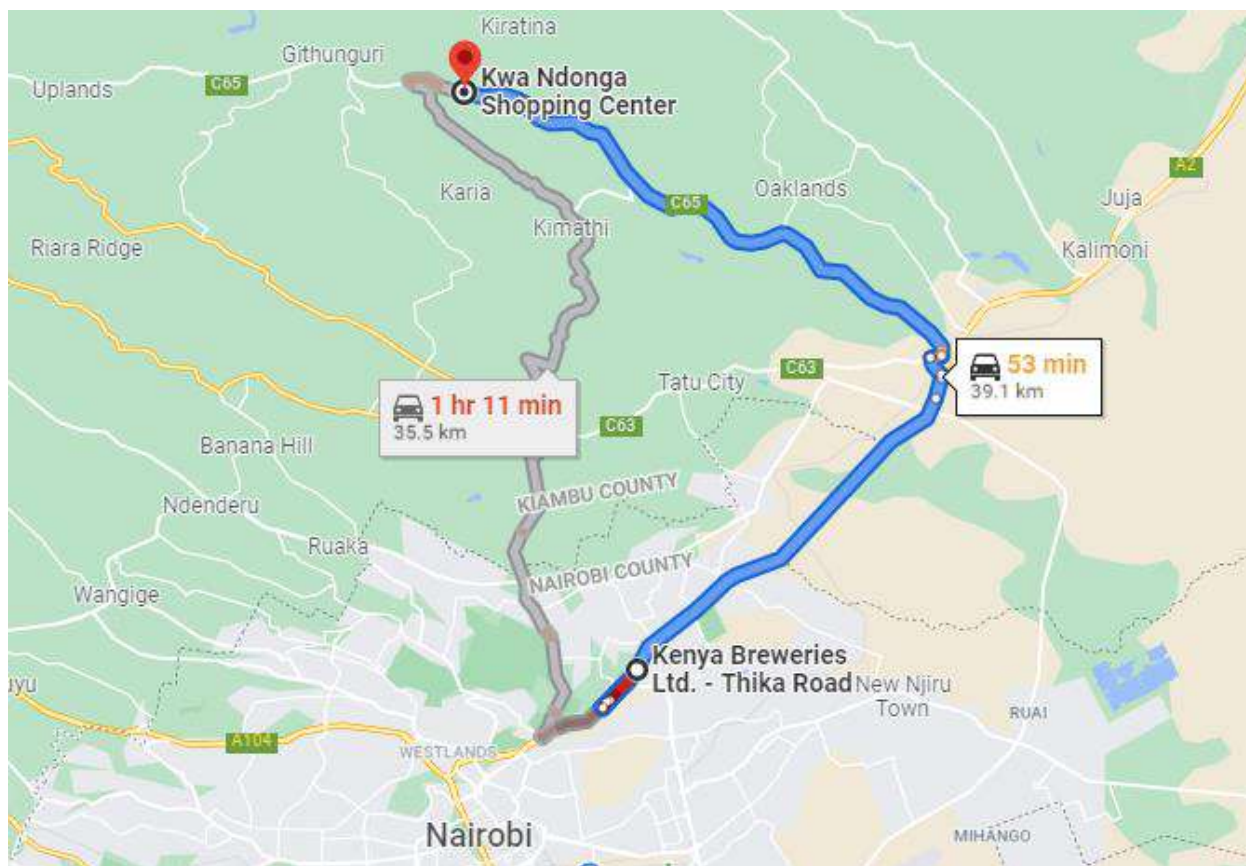 Kiratina
Githunguri
Uplands
C65
Kwa Ndonga
Shopping Center
A2
Karia
Oaklands
Juja
C65
Kimathi
Riara Ridge
Kalimoni
53 min
39.1 km
C63
Tatu City
1 hr 11 min
35.5 km
C63
Banana Hill
KIAMBU COUNTY
Ndenderu
Ruaka
NAIROBI COUNTY
Wangige
Kenya Breweries
Ltd. - Thika Road
uyu
New Njiru
Town
RUAI
A104
WESTLANDS
Nairobi
MIHANGO